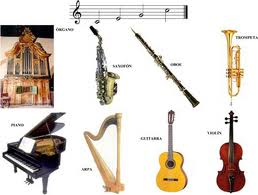 ÓRGANO
SAXOFÓN
OBOE
TROMPETA
PIANO
ARPA
GUITARRA
VIOLÍN